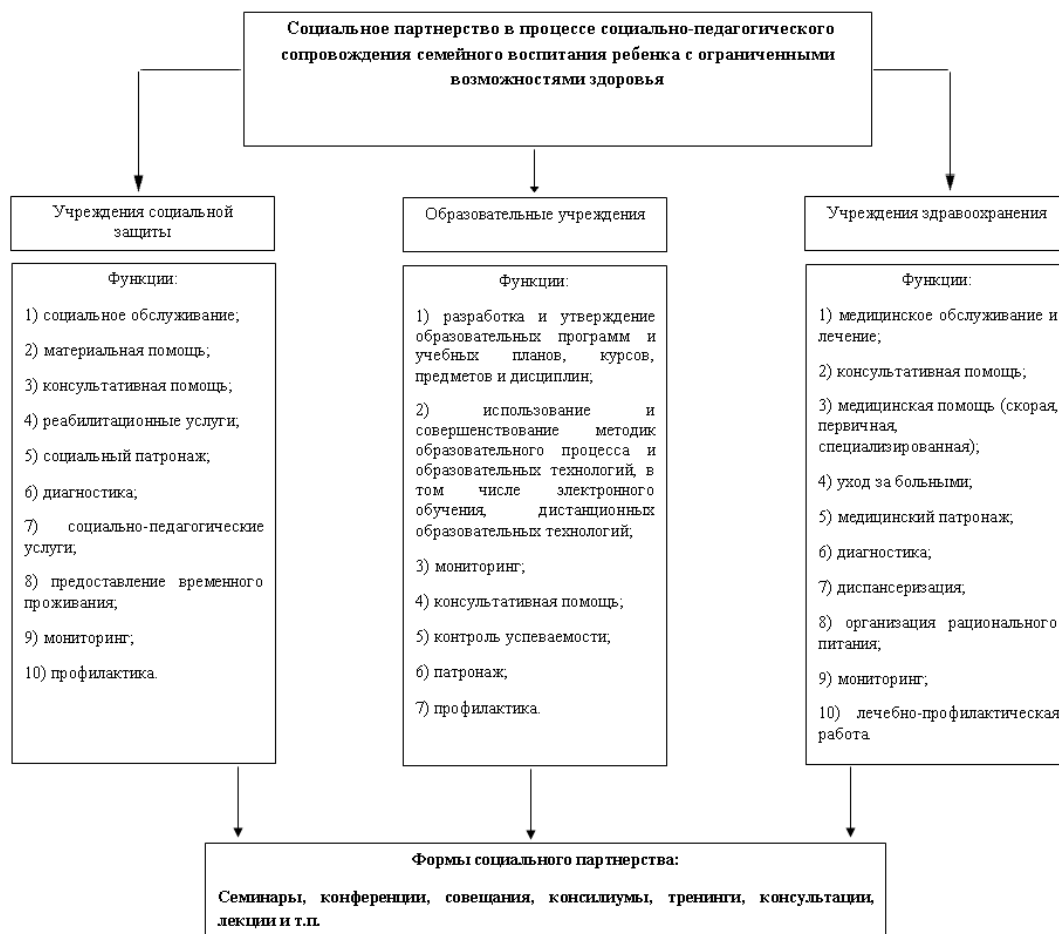 Социальное партнерство в процессе социально-педагогического
сопровождения семейного воспитания ребенка с ограниченными
возможностями здоровья
Учреждения социальной
защиты
Функции:
1) социальное обслуживание;
2) материальная помощь;
3) консультативная помощь;
4) реабилитационные услуги;
5) социальный патронаж;
6) диагностика;
7) социально-педагогические
услуги;
8) предоставление временного
проживания;
9) мониторинг;
10) профилактика.
Образовательные учреждения
Функции:
1) разработка и утверждение
образовательных программ и
учебных планов, курсов,
предметов и дисциплин;
2) использование и
совершенствование методик
образовательного процесса и
образовательных технологий, в
том числе электронного
обучения, дистанционных
образовательных технологий;
3) мониторинг;
4) консультативная помощь;
5) контроль успеваемости;
6) патронаж;
7) профилактика.
Учреждения здравоохранения
Функции:
1) медицинское обслуживание и
лечение;
2) консультативная помощь;
3) медицинская помощь (скорая,
первичная,
специализированная);
4) уход за больными;
5) медицинский патронаж;
6) диагностика;
7) диспансеризация;
8) организация рационального
питания;
9) мониторинг;
10) лечебно-профилактическая
работа.
Формы социального партнерства:
Семинары, конференции, совещания, консилиумы, тренинги, консультации,
лекции и т.п.